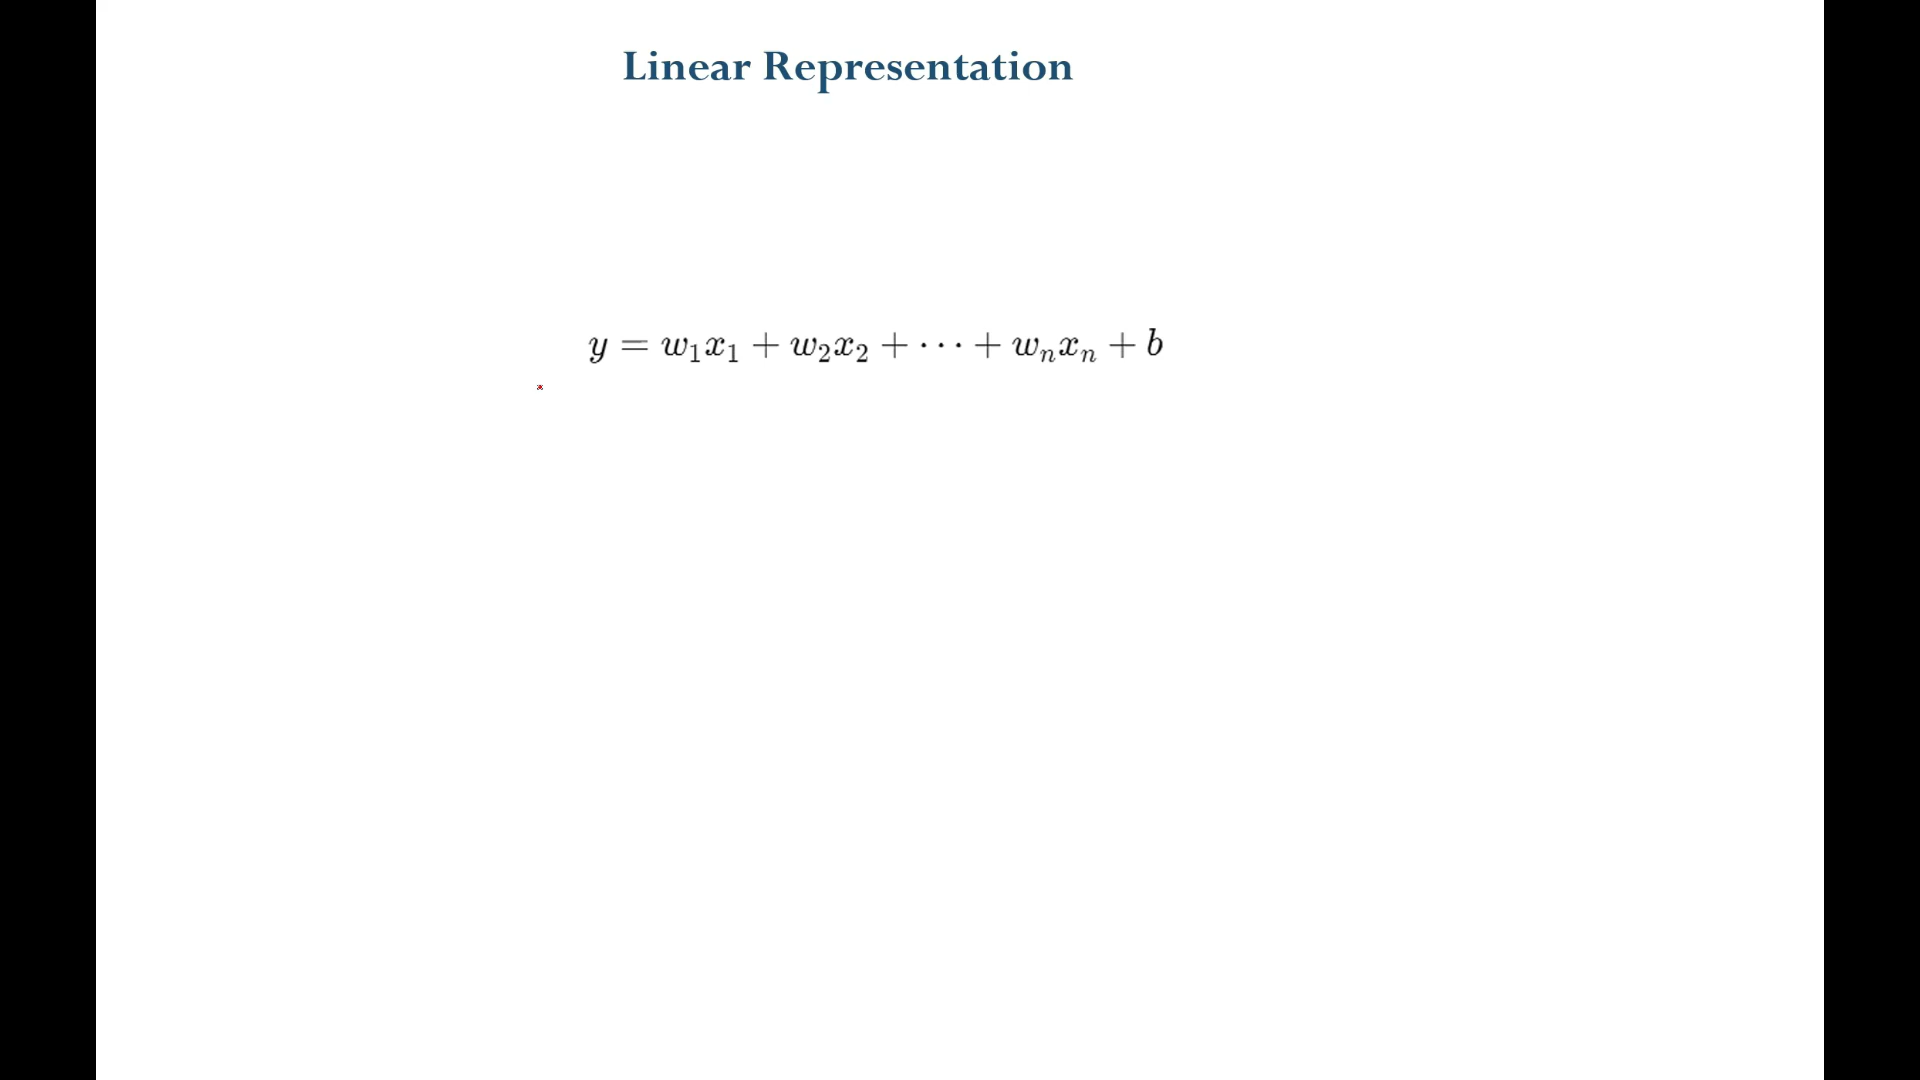 Linear Representation
y = w₁x₁ + w₂x₂ + ··· + wₙxₙ + b